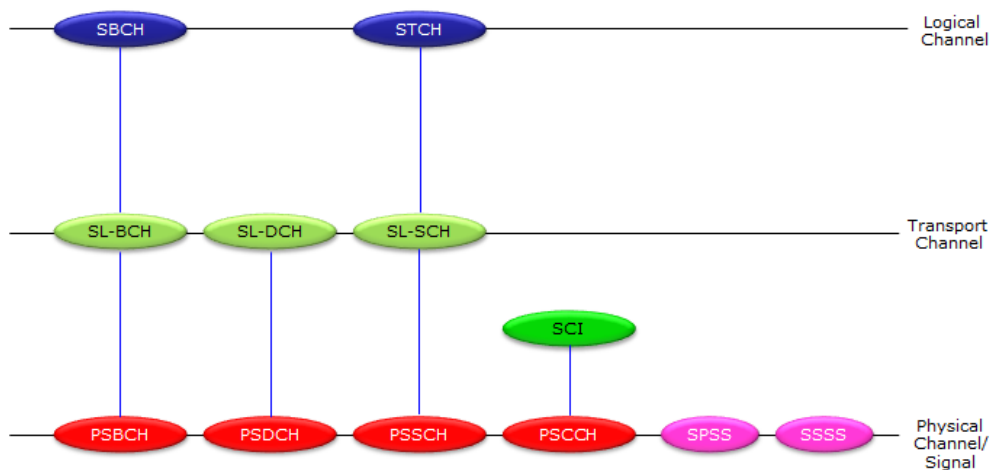 SBCH
STCH
Logical
Channel
SL-BCH
SL-DCH
SL-SCH
Transport
Channel
SCI
PSBCH
PSDCH
PSSCH
PSCCH
SPSS
SSSS
Physical
Channel/
Signal